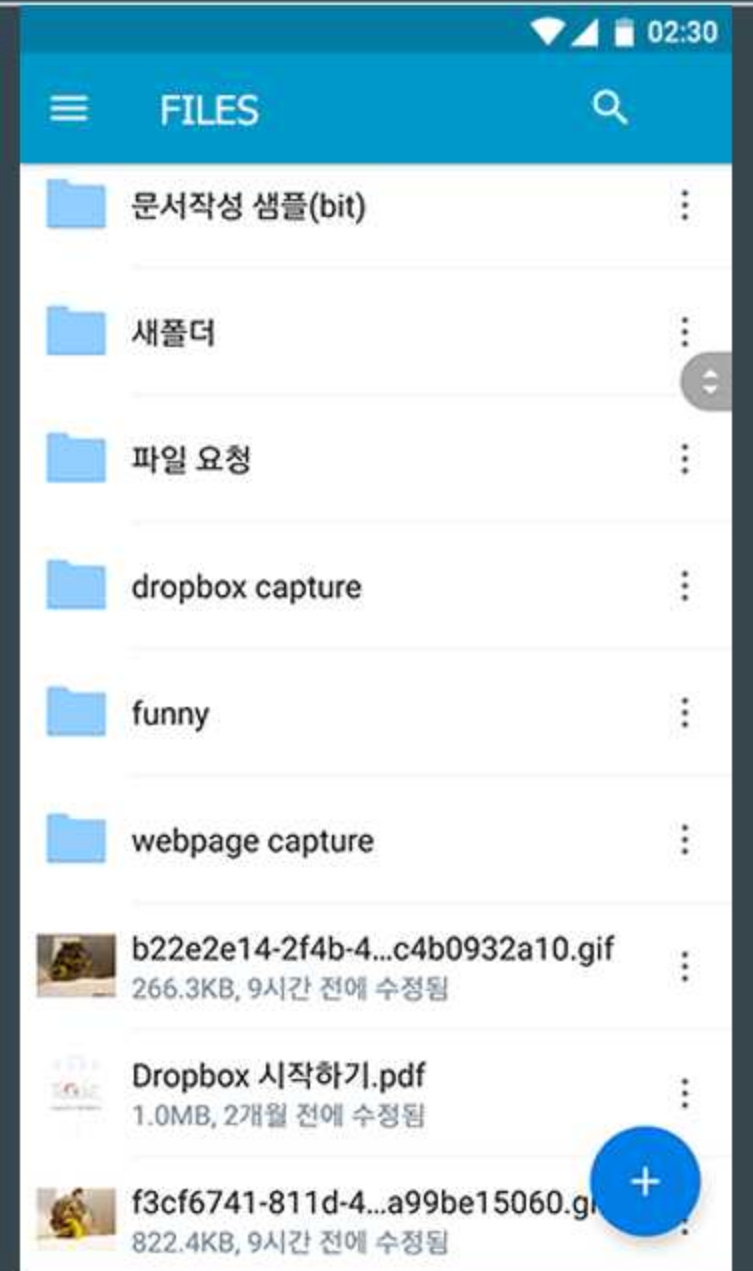 02:30
FILES
문서작성 샘플(bit)
새폴더
파일 요청
dropbox capture
funny
webpage capture
b22e2e14-2f4b-4...c4b0932a10.gif
266.3KB, 9시간 전에 수정됨
Dropbox 시작하기.pdf
1.0MB, 2개월 전에 수정됨
f3cf6741-811d-4...a99be15060.gi
822.4KB, 9시간 전에 수정됨